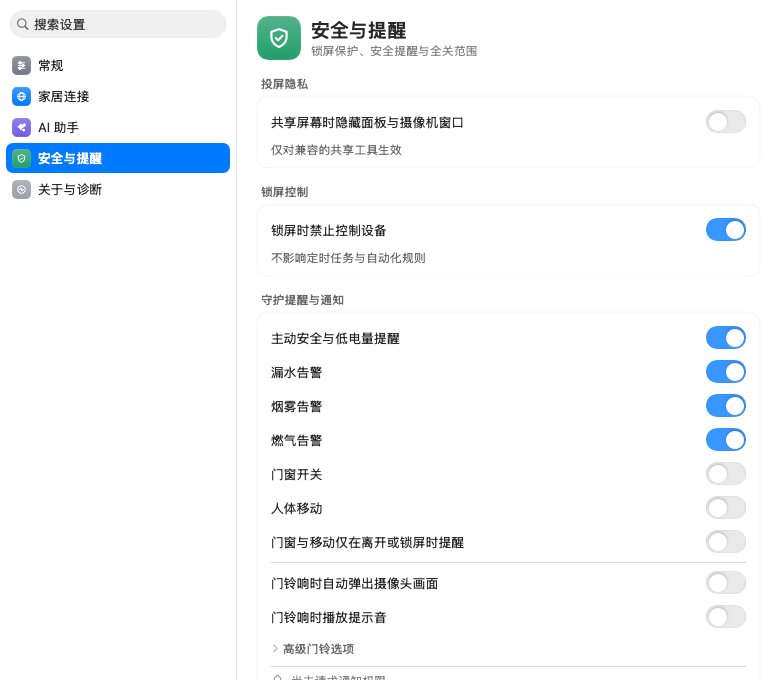 搜索设置
常规
家居连接
AI 助手
安全与提醒
关于与诊断
安全与提醒
锁屏保护、安全提醒与全关范围
投屏隐私
共享屏幕时隐藏面板与摄像机窗口
仅对兼容的共享工具生效
锁屏控制
锁屏时禁止控制设备
不影响定时任务与自动化规则
守护提醒与通知
主动安全与低电量提醒
漏水告警
烟雾告警
燃气告警
门窗开关
人体移动
门窗与移动仅在离开或锁屏时提醒
门铃响时自动弹出摄像头画面
门铃响时播放提示音
高级门铃选项
尚未请求通知权限